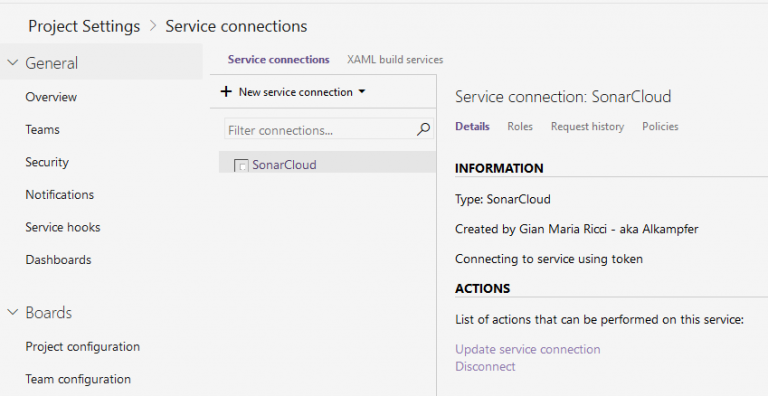 Project Settings > Service connections
General
Overview
Teams
Security
Notifications
Service hooks
Dashboards
Boards
Project configuration
Team configuration
Service connections XAML build services
+ New service connection
Filter connections...
SonarCloud
Service connection: SonarCloud
Details Roles Request history Policies
INFORMATION
Type: SonarCloud
Created by Gian Maria Ricci - aka Alkampfer
Connecting to service using token
ACTIONS
List of actions that can be performed on this service:
Update service connection
Disconnect